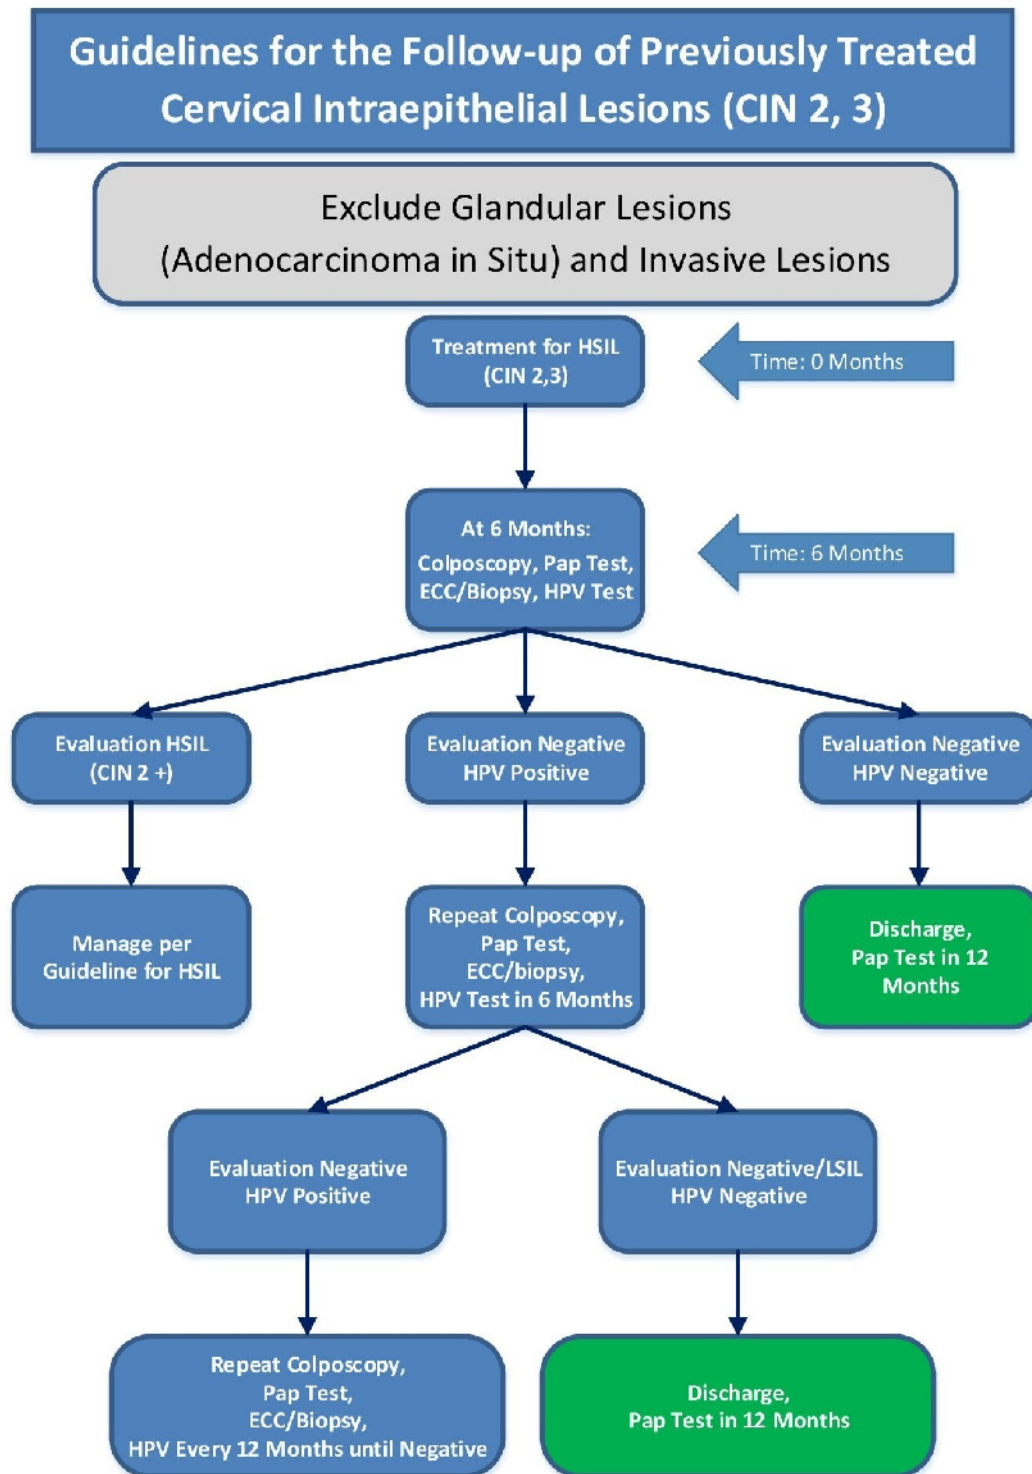 Guidelines for the Follow-up of Previously Treated
Cervical Intraepithelial Lesions (CIN 2, 3)
Exclude Glandular Lesions
(Adenocarcinoma in Situ) and Invasive Lesions
Treatment for HSIL
(CIN 2,3)
Time: 0 Months
At 6 Months:
Colposcopy, Pap Test,
ECC/Biopsy, HPV Test
Time: 6 Months
Evaluation HSIL
(CIN 2 +)
Evaluation Negative
HPV Positive
Evaluation Negative
HPV Negative
Manage per
Guideline for HSIL
Repeat Colposcopy,
Pap Test,
ECC/biopsy,
HPV Test in 6 Months
Discharge,
Pap Test in 12
Months
Evaluation Negative
HPV Positive
Evaluation Negative/LSIL
HPV Negative
Repeat Colposcopy,
Pap Test,
ECC/Biopsy,
HPV Every 12 Months until Negative
Discharge,
Pap Test in 12 Months